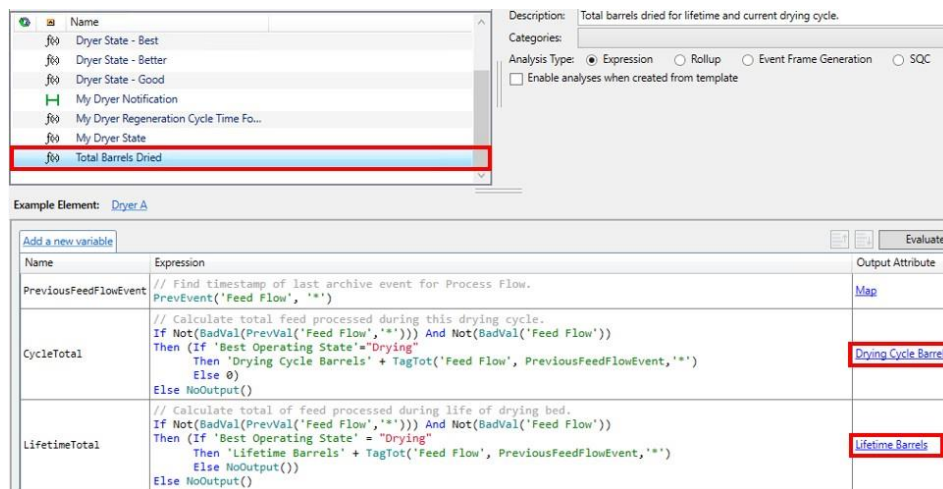 Name
Dryer State - Best
Dryer State - Better
Dryer State - Good
My Dryer Notification
My Dryer Regeneration Cycle Time Fo...
My Dryer State
Total Barrels Dried
Description: Total barrels dried for lifetime and current drying cycle.
Categories:
Analysis Type: Expression Rollup Event Frame Generation SQC
Enable analyses when created from template
Example Element: Dryer A
Add a new variable Evaluate
Name Expression Output Attribute
PreviousFeedFlowEvent
// Find timestamp of last archive event for Process Flow.
PrevEvent('Feed Flow', '*')
Map
CycleTotal
// Calculate total feed processed during this drying cycle.
If Not(BadVal(PrevVal('Feed Flow','*'))) And Not(BadVal('Feed Flow'))
Then (If 'Best Operating State'="Drying"
Then 'Drying Cycle Barrels' + TagTot('Feed Flow', PreviousFeedFlowEvent,'*')
Else 0)
Else NoOutput()
Drying Cycle Barrel
LifetimeTotal
// Calculate total of feed processed during life of drying bed.
If Not(BadVal(PrevVal('Feed Flow','*'))) And Not(BadVal('Feed Flow'))
Then (If 'Best Operating State' = "Drying"
Then 'Lifetime Barrels' + TagTot('Feed Flow', PreviousFeedFlowEvent,'*')
Else NoOutput())
Else NoOutput()
Lifetime Barrels